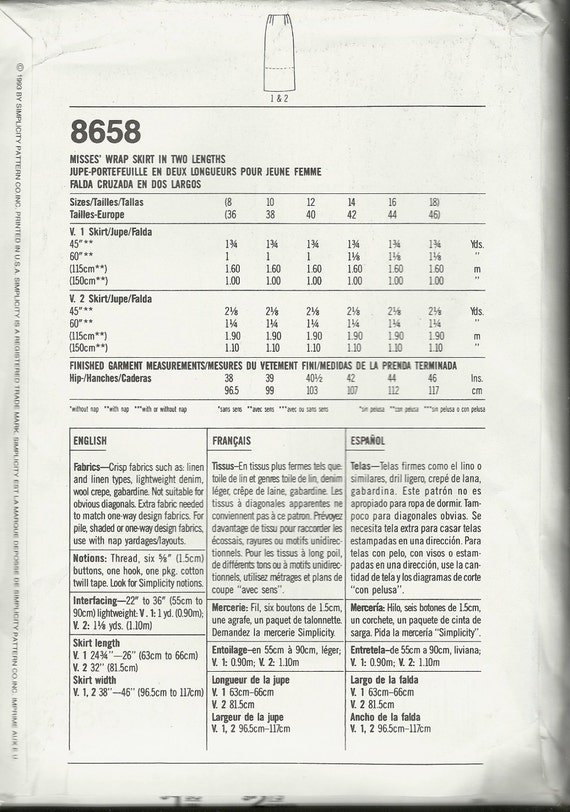 1 & 2
8658
MISSES' WRAP SKIRT IN TWO LENGTHS
JUPE-PORTEFEUILLE EN DEUX LONGUEURS POUR JEUNE FEMME
FALDA CRUZADA EN DOS LARGOS
Sizes/Tailles/Tallas (8 10 12 14 16 18)
Tailles-Europe (36 38 40 42 44 46)
V. 1 Skirt/Jupe/Falda
45"** 1¾ 1¾ 1¾ 1¾ 1¾ 1¾ Yds.
60"** 1 1 1 1⅛ 1⅛ 1⅛ "
(115cm**) 1.60 1.60 1.60 1.60 1.60 1.60 m
(150cm**) 1.00 1.00 1.00 1.00 1.00 1.00 "
V. 2 Skirt/Jupe/Falda
45"** 2⅛ 2⅛ 2⅛ 2⅛ 2⅛ 2⅛ Yds.
60"** 1¼ 1¼ 1¼ 1¼ 1¼ 1¼ "
(115cm**) 1.90 1.90 1.90 1.90 1.90 1.90 m
(150cm**) 1.10 1.10 1.10 1.10 1.10 1.10 "
FINISHED GARMENT MEASUREMENTS/MESURES DU VETEMENT FINI/MEDIDAS DE LA PRENDA TERMINADA
Hip/Hanches/Caderas 38 39 40½ 42 44 46 Ins.
96.5 99 103 107 112 117 cm
*without nap **with nap ***with or without nap *sans sens **avec sens ***avec ou sans sens *sin pelusa **con pelusa ***sin pelusa o con pelusa
ENGLISH
Fabrics—Crisp fabrics such as: linen
and linen types, lightweight denim,
wool crepe, gabardine. Not suitable for
obvious diagonals. Extra fabric needed
to match one-way design fabrics. For
pile, shaded or one-way design fabrics,
use with nap yardages/layouts.
Notions: Thread, six ⅝" (1.5cm)
buttons, one hook, one pkg. cotton
twill tape. Look for Simplicity notions.
Interfacing—22" to 36" (55cm to
90cm) lightweight: V. 1: 1 yd. (0.90m);
V. 2: 1⅛ yds. (1.10m)
Skirt length
V. 1 24¾"—26" (63cm to 66cm)
V. 2 32" (81.5cm)
Skirt width
V. 1, 2 38"—46" (96.5cm to 117cm)
FRANÇAIS
Tissus—En tissus plus fermes tels que:
toile de lin et genres toile de lin, denim
léger, crêpe de laine, gabardine. Les
tissus à diagonales apparentes ne
conviennent pas à ce patron. Prévoyez
davantage de tissu pour raccorder les
écossais, rayures ou motifs unidirec-
tionnels. Pour les tissus à long poil,
de différents tons ou à motifs unidirec-
tionnels, utilisez métrages et plans de
coupe "avec sens".
Mercerie: Fil, six boutons de 1.5cm,
une agrafe, un paquet de talonnette.
Demandez la mercerie Simplicity.
Entoilage—en 55cm à 90cm, léger;
V. 1: 0.90m; V. 2: 1.10m
Longueur de la jupe
V. 1 63cm—66cm
V. 2 81.5cm
Largeur de la jupe
V. 1, 2 96.5cm—117cm
ESPAÑOL
Telas—Telas firmes como el lino o
similares, dril ligero, crepé de lana,
gabardina. Este patrón no es
apropiado para ropa de dormir. Tam-
poco para diagonales obvias. Se
necesita tela extra para casar telas
estampadas en una dirección. Para
telas con pelo, con visos o estam-
padas en una dirección, use la can-
tidad de tela y los diagramas de corte
"con pelusa".
Mercería: Hilo, seis botones de 1.5cm,
un corchete, un paquete de cinta de
sarga. Pida la mercería "Simplicity".
Entretela—de 55cm a 90cm, liviana;
V. 1: 0.90m; V. 2: 1.10m
Largo de la falda
V. 1 63cm—66cm
V. 2 81.5cm
Ancho de la falda
V. 1, 2 96.5cm—117cm
© 1993 BY SIMPLICITY PATTERN CO INC. PRINTED IN U.S.A. SIMPLICITY IS A REGISTERED TRADE MARK. SIMPLICITY EST LA MARQUE DEPOSEE DE SIMPLICITY PATTERN CO INC. IMPRIME AUX E.U.